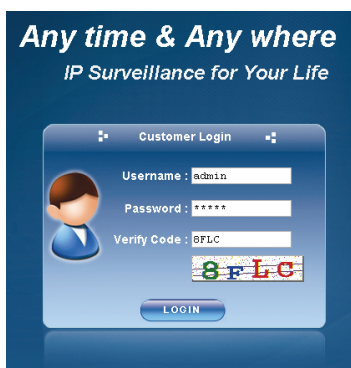 Any time & Any where
IP Surveillance for Your Life
Customer Login
Username : admin
Password : *****
Verify Code : 8FLC
8FLC
LOGIN